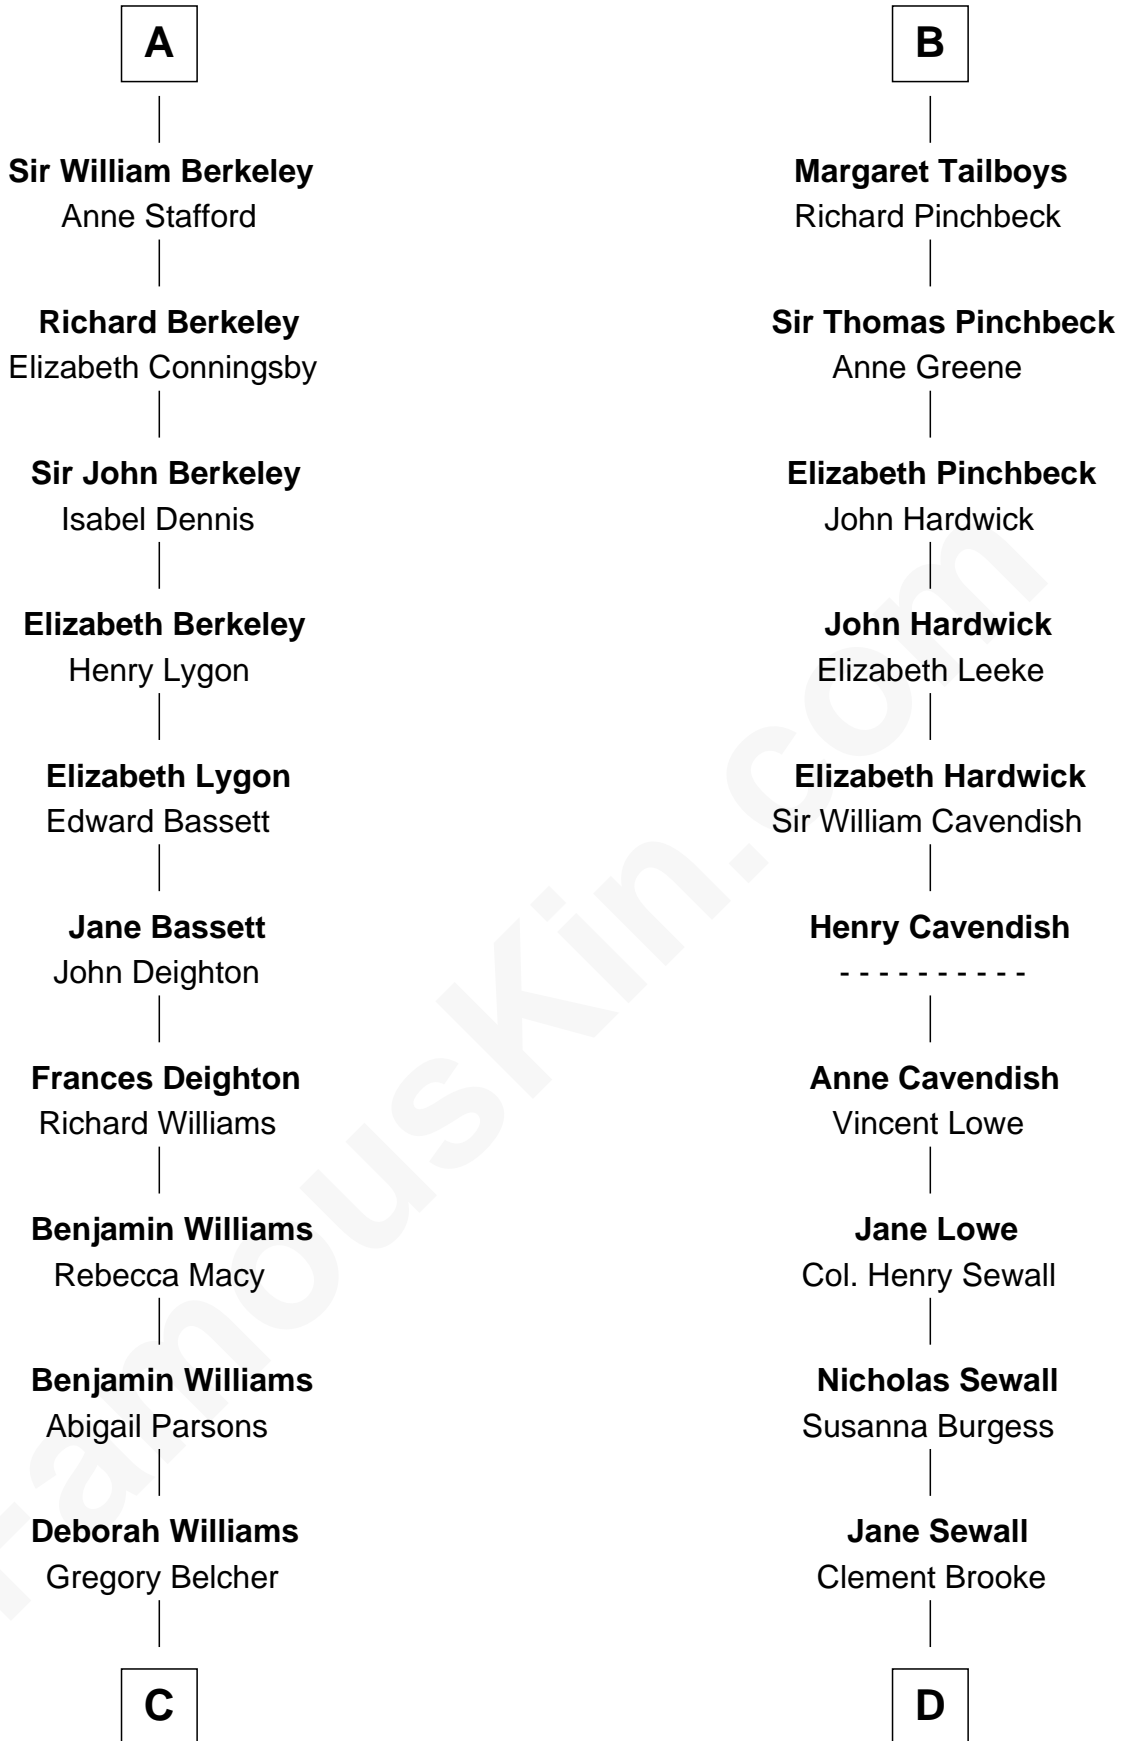 A
Sir William Berkeley
Anne Stafford
Richard Berkeley
Elizabeth Conningsby
Sir John Berkeley
Isabel Dennis
Elizabeth Berkeley
Henry Lygon
Elizabeth Lygon
Edward Bassett
Jane Bassett
John Deighton
Frances Deighton
Richard Williams
Benjamin Williams
Rebecca Macy
Benjamin Williams
Abigail Parsons
Deborah Williams
Gregory Belcher
C
B
Margaret Tailboys
Richard Pinchbeck
Sir Thomas Pinchbeck
Anne Greene
Elizabeth Pinchbeck
John Hardwick
John Hardwick
Elizabeth Leeke
Elizabeth Hardwick
Sir William Cavendish
Henry Cavendish
- - - - - - - - - -
Anne Cavendish
Vincent Lowe
Jane Lowe
Col. Henry Sewall
Nicholas Sewall
Susanna Burgess
Jane Sewall
Clement Brooke
D
FamousKin.com